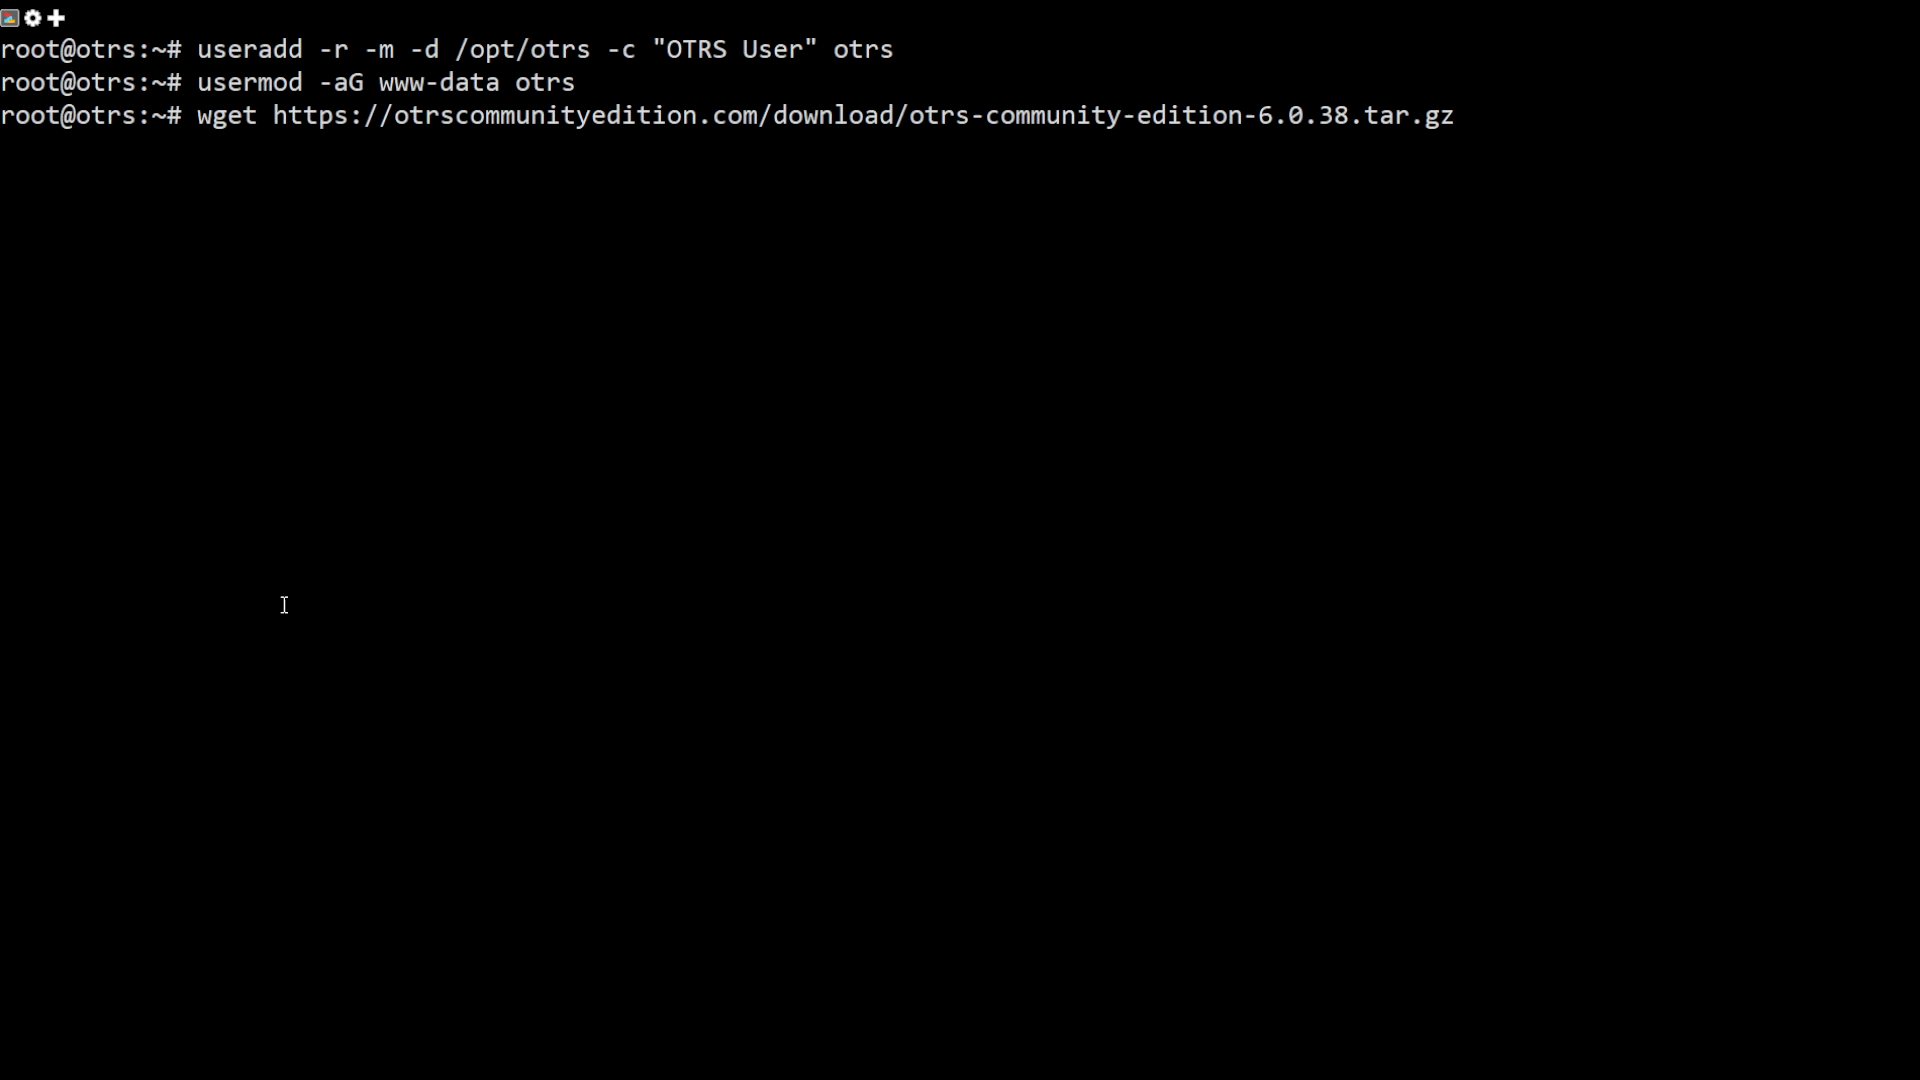 root@otrs:~# useradd -r -m -d /opt/otrs -c "OTRS User" otrs
root@otrs:~# usermod -aG www-data otrs
root@otrs:~# wget https://otrscommunityedition.com/download/otrs-community-edition-6.0.38.tar.gz